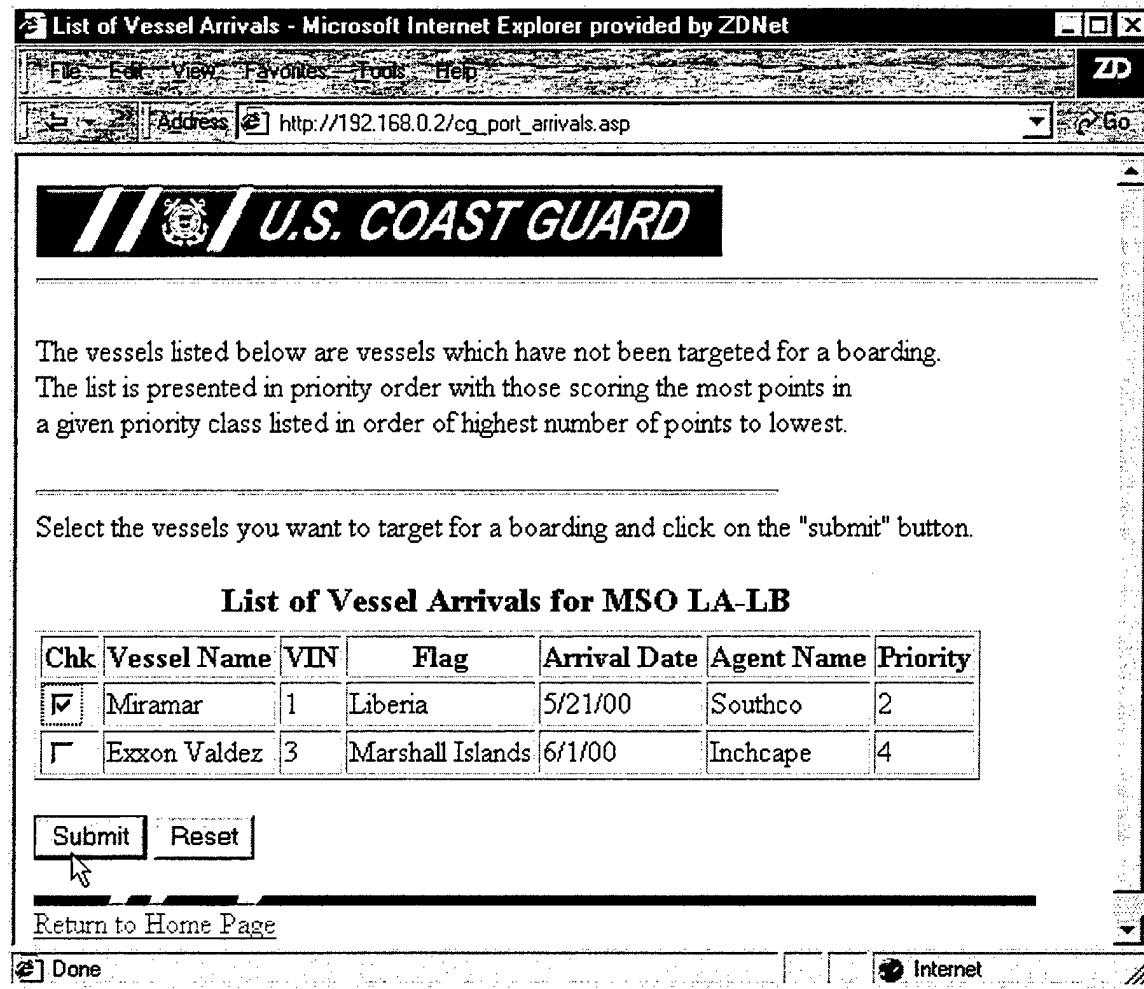 List of Vessel Arrivals - Microsoft Internet Explorer provided by ZDNet
File Edit View Favorites Tools Help
ZD
Address http://192.168.0.2/cg_port_arrivals.asp Go
U.S. COAST GUARD
The vessels listed below are vessels which have not been targeted for a boarding.
The list is presented in priority order with those scoring the most points in
a given priority class listed in order of highest number of points to lowest.
Select the vessels you want to target for a boarding and click on the "submit" button.
List of Vessel Arrivals for MSO LA-LB
Chk Vessel Name VIN Flag Arrival Date Agent Name Priority
Miramar 1 Liberia 5/21/00 Southco 2
Exxon Valdez 3 Marshall Islands 6/1/00 Inchcape 4
Submit Reset
Return to Home Page
Done Internet